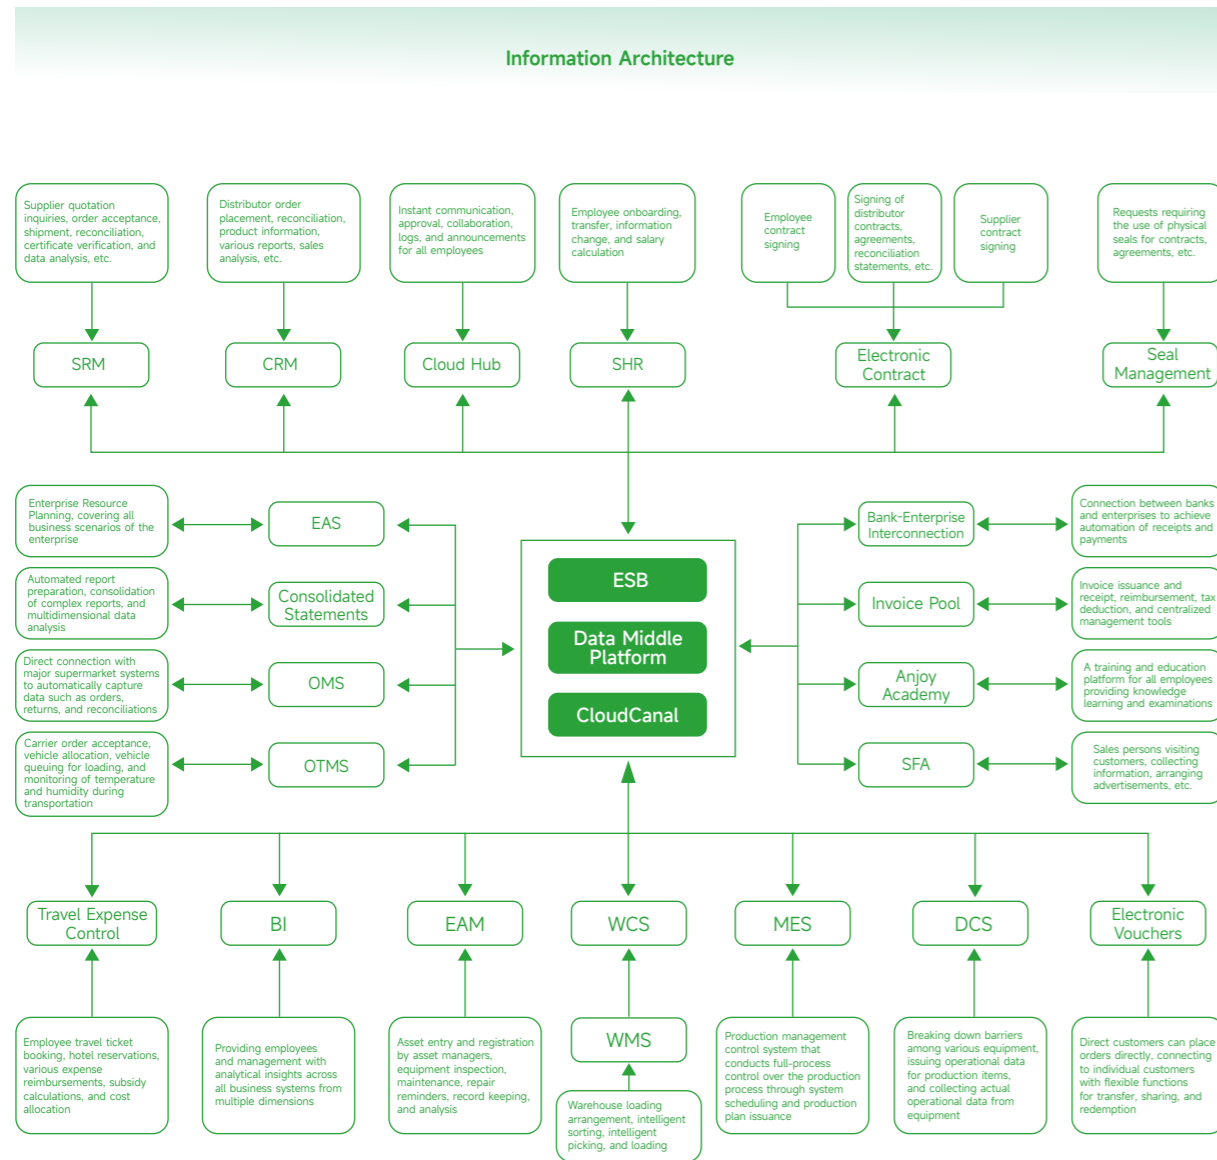 Information Architecture
Supplier quotation
inquiries, order acceptance,
shipment, reconciliation,
certificate verification, and
data analysis, etc.
Distributor order
placement, reconciliation,
product information,
various reports, sales
analysis, etc.
Instant communication,
approval, collaboration,
logs, and announcements
for all employees
Employee onboarding,
transfer, information
change, and salary
calculation
Employee
contract
signing
Signing of
distributor
contracts,
agreements,
reconciliation
statements, etc.
Supplier
contract
signing
Requests requiring
the use of physical
seals for contracts,
agreements, etc.
SRM
CRM
Cloud Hub
SHR
Electronic
Contract
Seal
Management
Enterprise Resource
Planning, covering all
business scenarios of the
enterprise
EAS
Automated report
preparation, consolidation
of complex reports, and
multidimensional data
analysis
Consolidated
Statements
Direct connection with
major supermarket systems
to automatically capture
data such as orders,
returns, and reconciliations
OMS
Carrier order acceptance,
vehicle allocation, vehicle
queuing for loading, and
monitoring of temperature
and humidity during
transportation
OTMS
ESB
Data Middle
Platform
CloudCanal
Bank-Enterprise
Interconnection
Connection between banks
and enterprises to achieve
automation of receipts and
payments
Invoice Pool
Invoice issuance and
receipt, reimbursement, tax
deduction, and centralized
management tools
Anjoy
Academy
A training and education
platform for all employees
providing knowledge
learning and examinations
SFA
Sales persons visiting
customers, collecting
information, arranging
advertisements, etc.
Travel Expense
Control
BI
EAM
WCS
MES
DCS
Electronic
Vouchers
Employee travel ticket
booking, hotel reservations,
various expense
reimbursements, subsidy
calculations, and cost
allocation
Providing employees
and management with
analytical insights across
all business systems from
multiple dimensions
Asset entry and registration
by asset managers,
equipment inspection,
maintenance, repair
reminders, record keeping,
and analysis
WMS
Warehouse loading
arrangement, intelligent
sorting, intelligent
picking, and loading
Production management
control system that
conducts full-process
control over the production
process through system
scheduling and production
plan issuance
Breaking down barriers
among various equipment,
issuing operational data
for production items,
and collecting actual
operational data from
equipment
Direct customers can place
orders directly, connecting
to individual customers
with flexible functions
for transfer, sharing, and
redemption